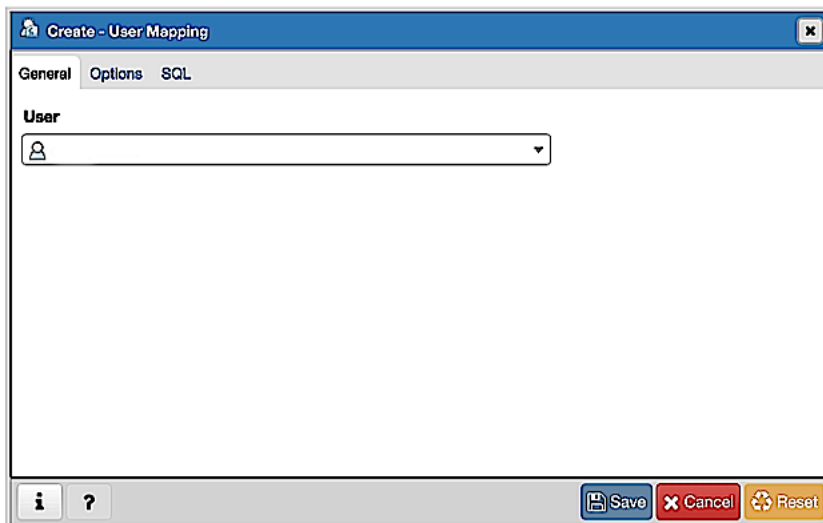 Create - User Mapping
General Options SQL
User
i ? Save Cancel Reset